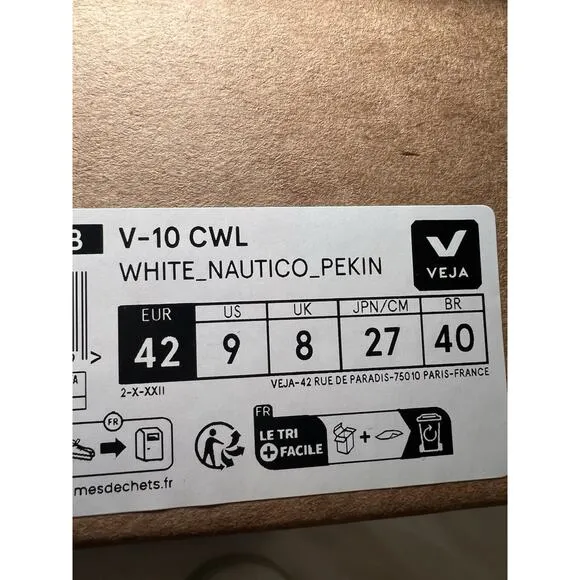 B
V-10 CWL
WHITE_NAUTICO_PEKIN
VEJA
EUR US UK JPN/CM BR
42 9 8 27 40
2-X-XXII
VEJA-42 RUE DE PARADIS-75010 PARIS-FRANCE
>
A
FR
FR
LE TRI
+ FACILE
+
mesdechets.fr